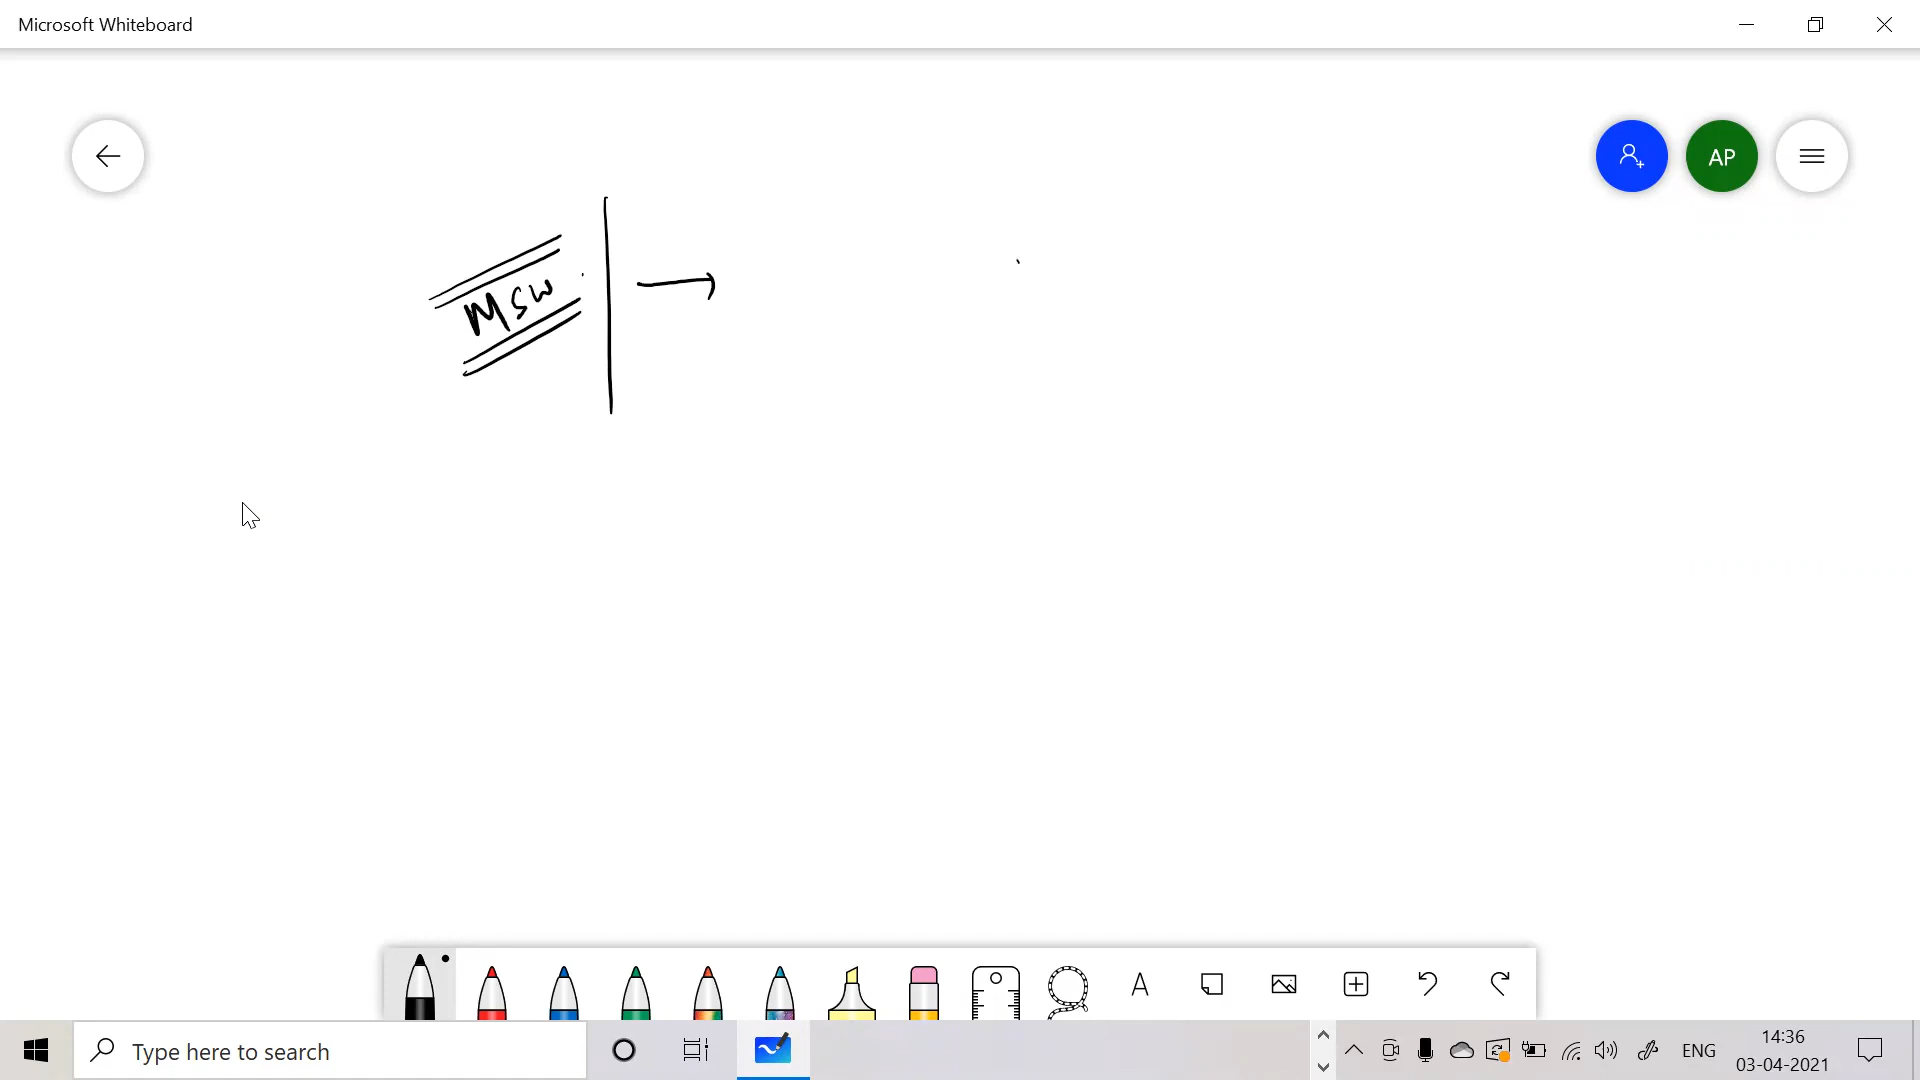 Microsoft Whiteboard
AP
MSW
A
Type here to search
ENG
14:36
03-04-2021